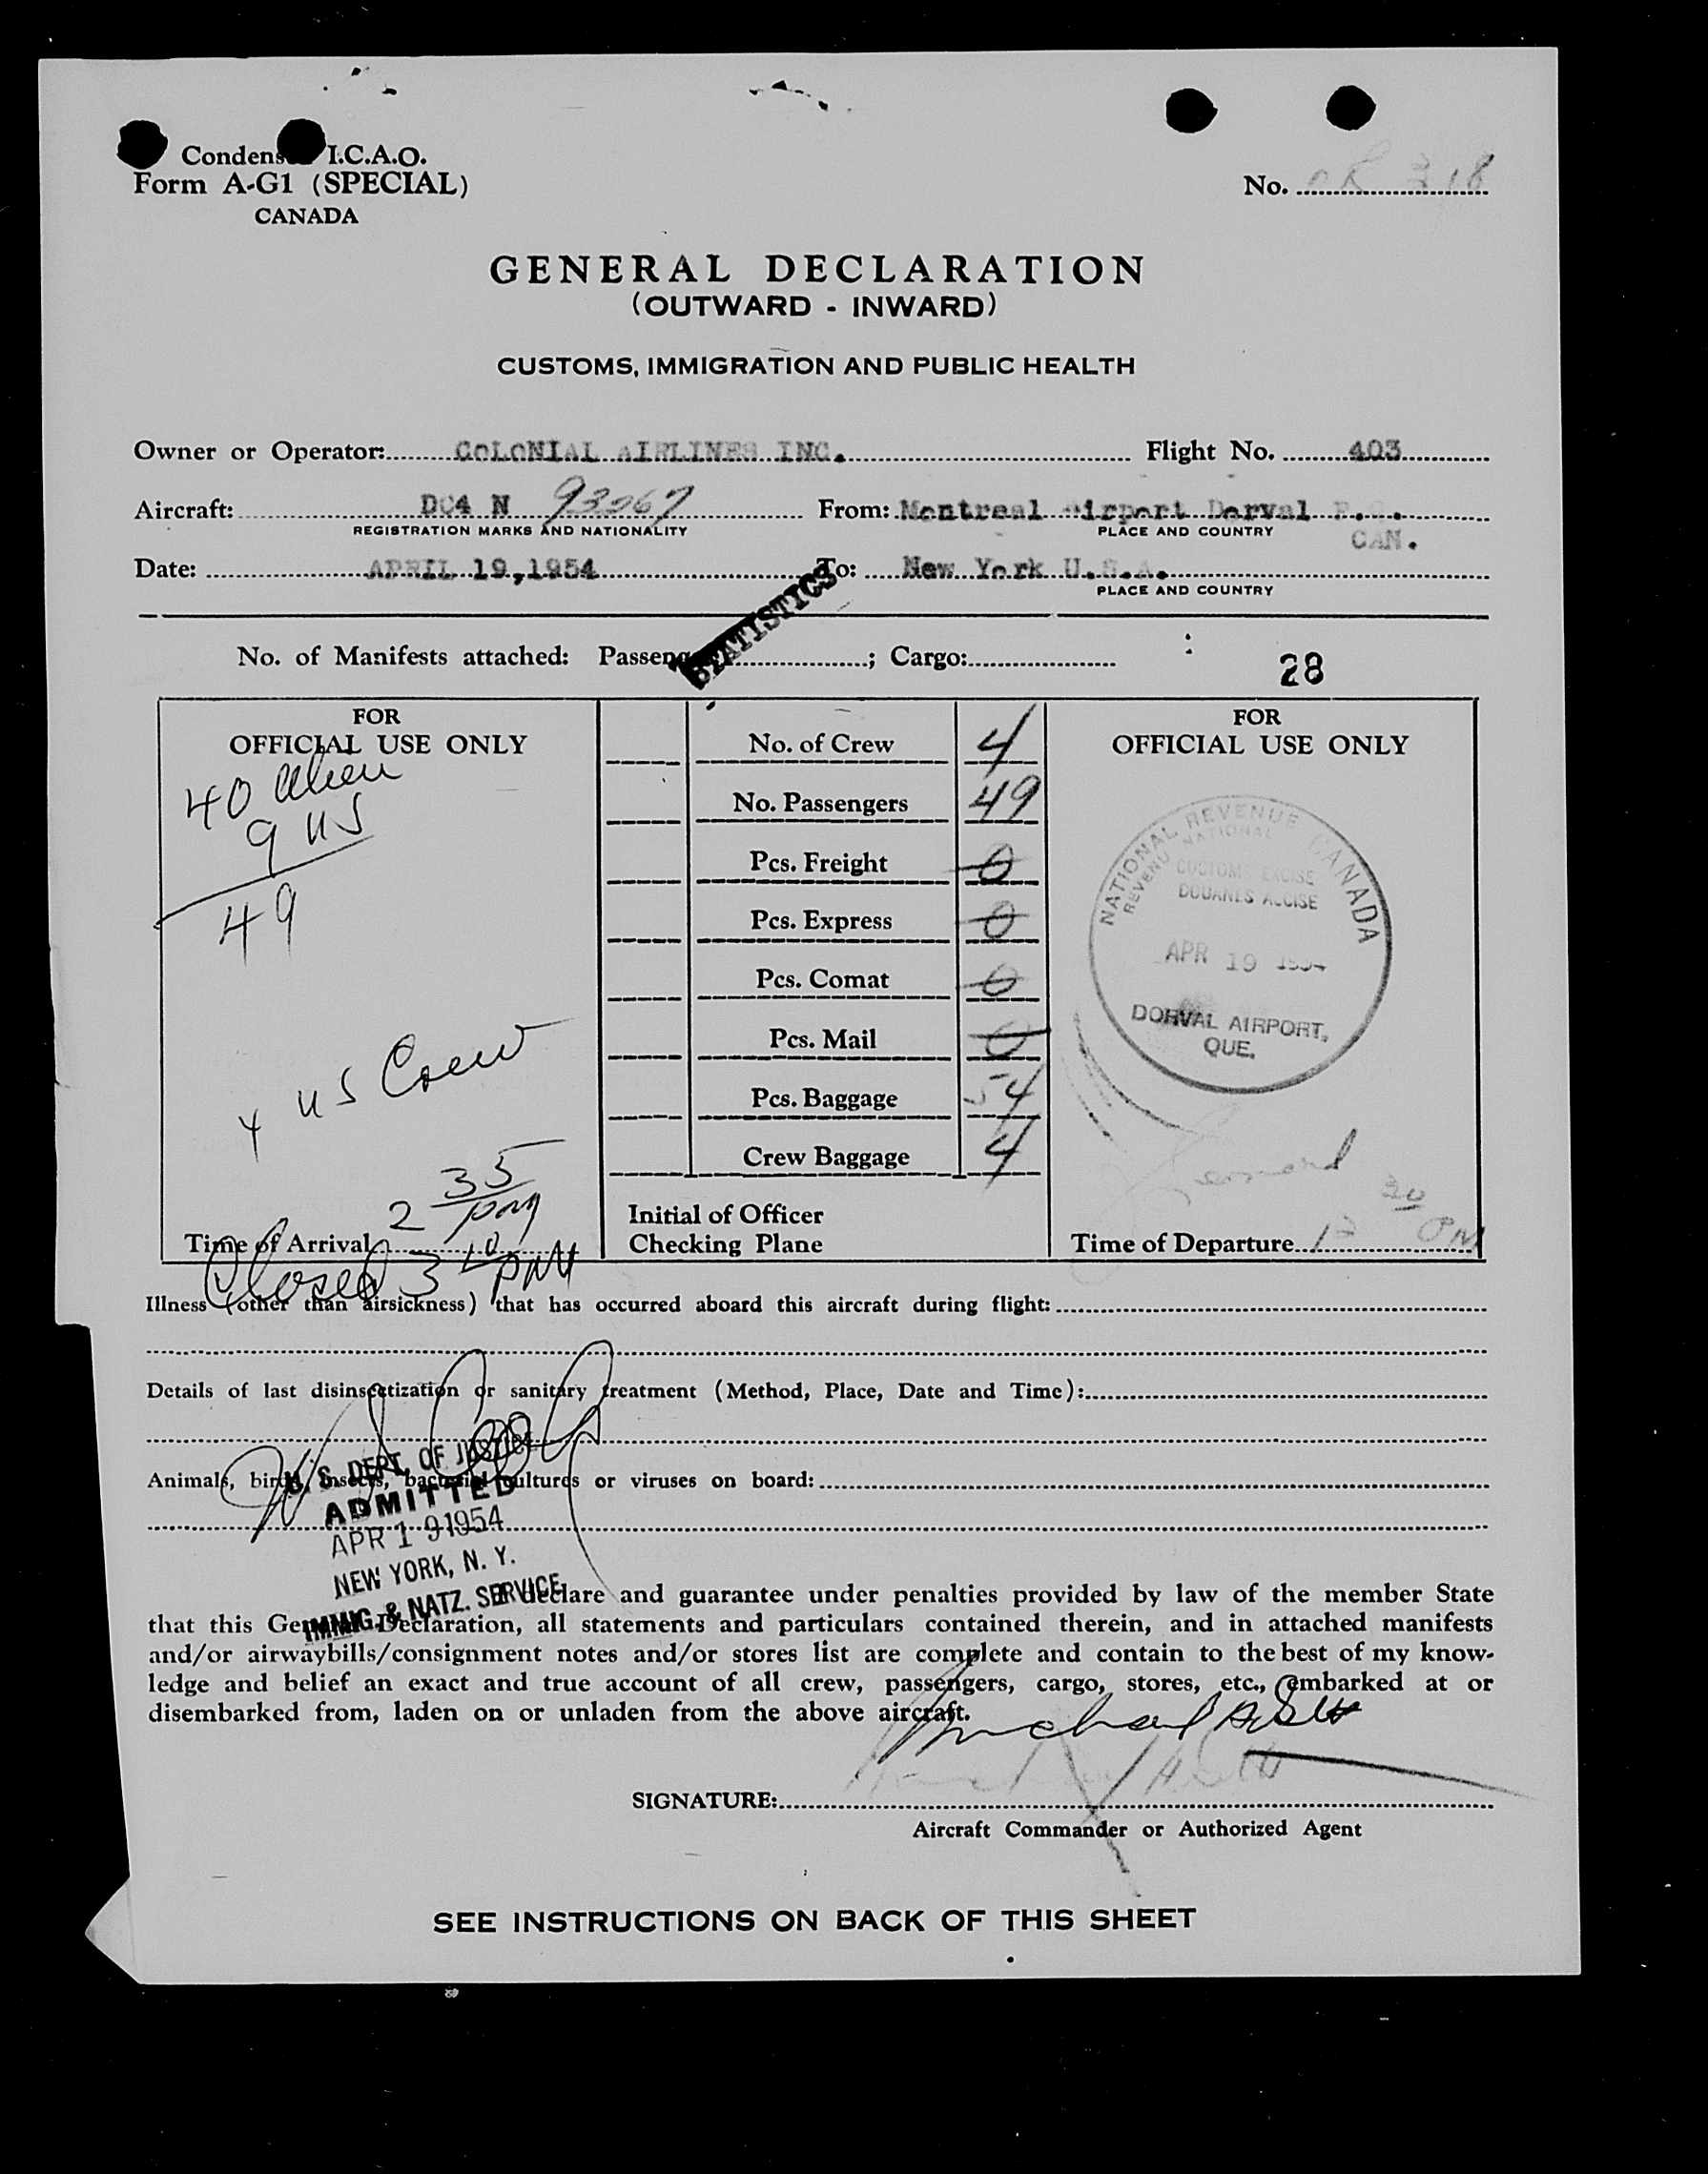 Condens I.C.A.O.
Form A-G1 (SPECIAL)
CANADA
No. 318
GENERAL DECLARATION
(OUTWARD - INWARD)
CUSTOMS, IMMIGRATION AND PUBLIC HEALTH
Owner or Operator: COLONIAL AIRLINES INC. Flight No. 403
Aircraft: DC4 N 93267 From: Montreal Airport Dorval P.Q.
REGISTRATION MARKS AND NATIONALITY PLACE AND COUNTRY CAN.
Date: APRIL 19,1954 To: New York U.S.A.
PLACE AND COUNTRY
STATISTICS
No. of Manifests attached: Passeng ; Cargo: 28
FOR
OFFICIAL USE ONLY
40 Alien
9 US
49
4 US Crew
2 35 pm
Time of Arrival
Closed 3 10 PM
No. of Crew 4
No. Passengers 49
Pcs. Freight 0
Pcs. Express 0
Pcs. Comat 0
Pcs. Mail 0
Pcs. Baggage 54
Crew Baggage 4
Initial of Officer
Checking Plane
FOR
OFFICIAL USE ONLY
NATIONAL REVENUE CANADA
REVENU NATIONAL
CUSTOMS EXCISE
DOUANES ACCISE
APR 19 1954
DORVAL AIRPORT,
QUE.
Time of Departure PM
Illness (other than airsickness) that has occurred aboard this aircraft during flight:
Details of last disinsectization or sanitary treatment (Method, Place, Date and Time):
Animals, birds, insects, bacterial cultures or viruses on board:
U. S. DEPT. OF JUSTICE
ADMITTED
APR 19 1954
NEW YORK, N. Y.
IMMIG. & NATZ. SERVICE
declare and guarantee under penalties provided by law of the member State
that this General Declaration, all statements and particulars contained therein, and in attached manifests
and/or airwaybills/consignment notes and/or stores list are complete and contain to the best of my know-
ledge and belief an exact and true account of all crew, passengers, cargo, stores, etc., embarked at or
disembarked from, laden on or unladen from the above aircraft.
Michael
SIGNATURE:
Aircraft Commander or Authorized Agent
SEE INSTRUCTIONS ON BACK OF THIS SHEET